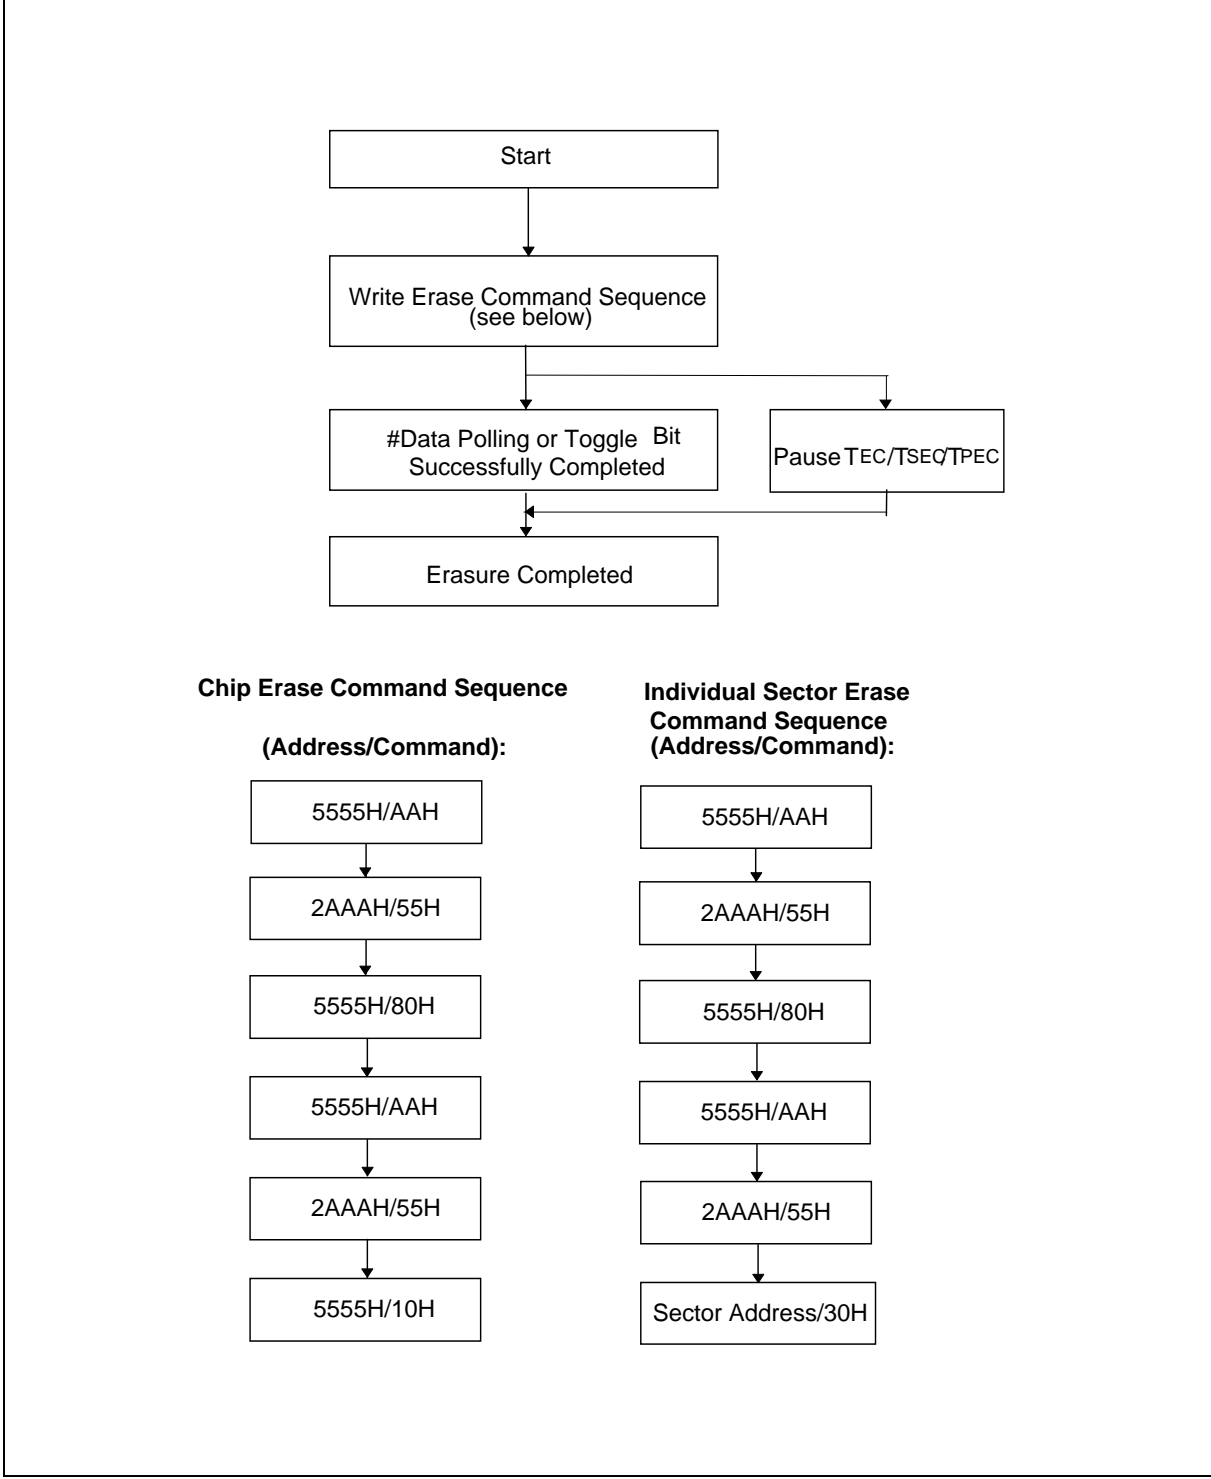 Start
Write Erase Command Sequence
(see below)
#Data Polling or Toggle Bit
Successfully Completed
Pause TEC/TSEC/TPEC
Erasure Completed
Chip Erase Command Sequence
(Address/Command):
5555H/AAH
2AAAH/55H
5555H/80H
5555H/AAH
2AAAH/55H
5555H/10H
Individual Sector Erase
Command Sequence
(Address/Command):
5555H/AAH
2AAAH/55H
5555H/80H
5555H/AAH
2AAAH/55H
Sector Address/30H